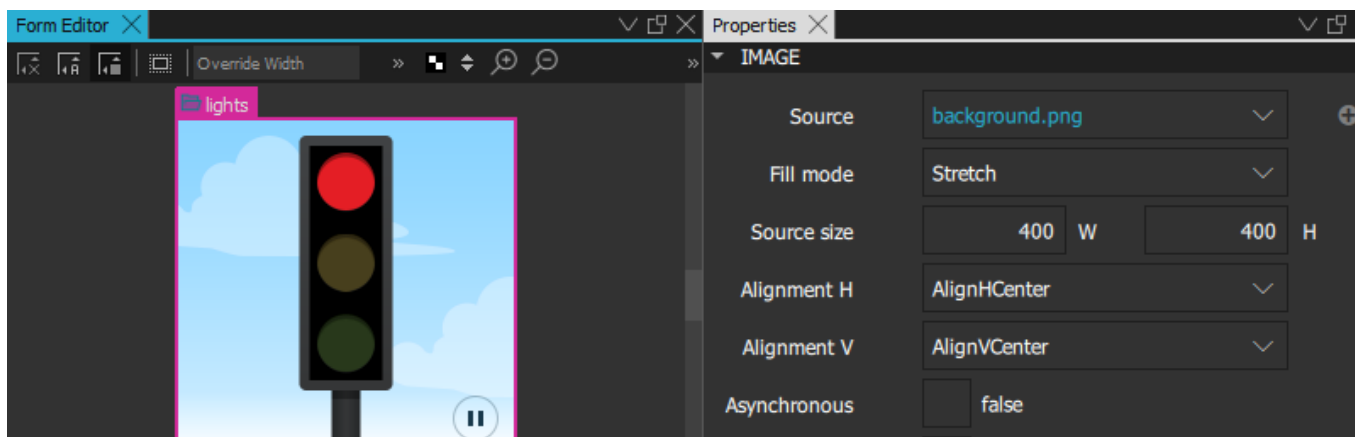 Form Editor
Override Width
lights
Properties
IMAGE
Source background.png
Fill mode Stretch
Source size 400 W 400 H
Alignment H AlignHCenter
Alignment V AlignVCenter
Asynchronous false